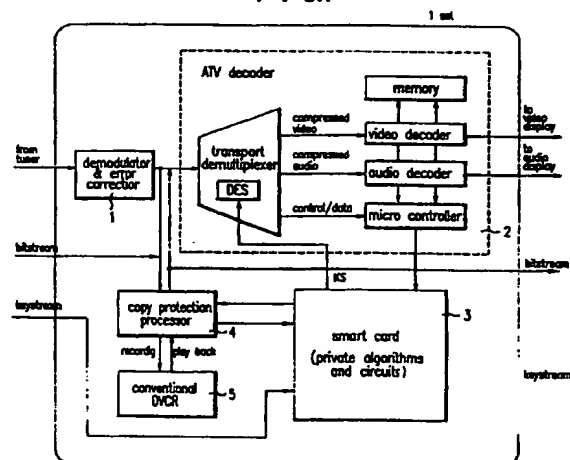 1 set
ATV decoder
memory
compressed
video
to
video
display
video decoder
from
tuner
transport
demultiplexer
compressed
audio
to
audio
display
demodulator
& error
correction
audio decoder
DES
control/data
micro controller
1
2
bitstream
bitstream
KS
keystream
copy protection
processor
4
3
smart card
(private algorithms
and circuits)
recordig
play back
conventional
DVCR
5
keystream